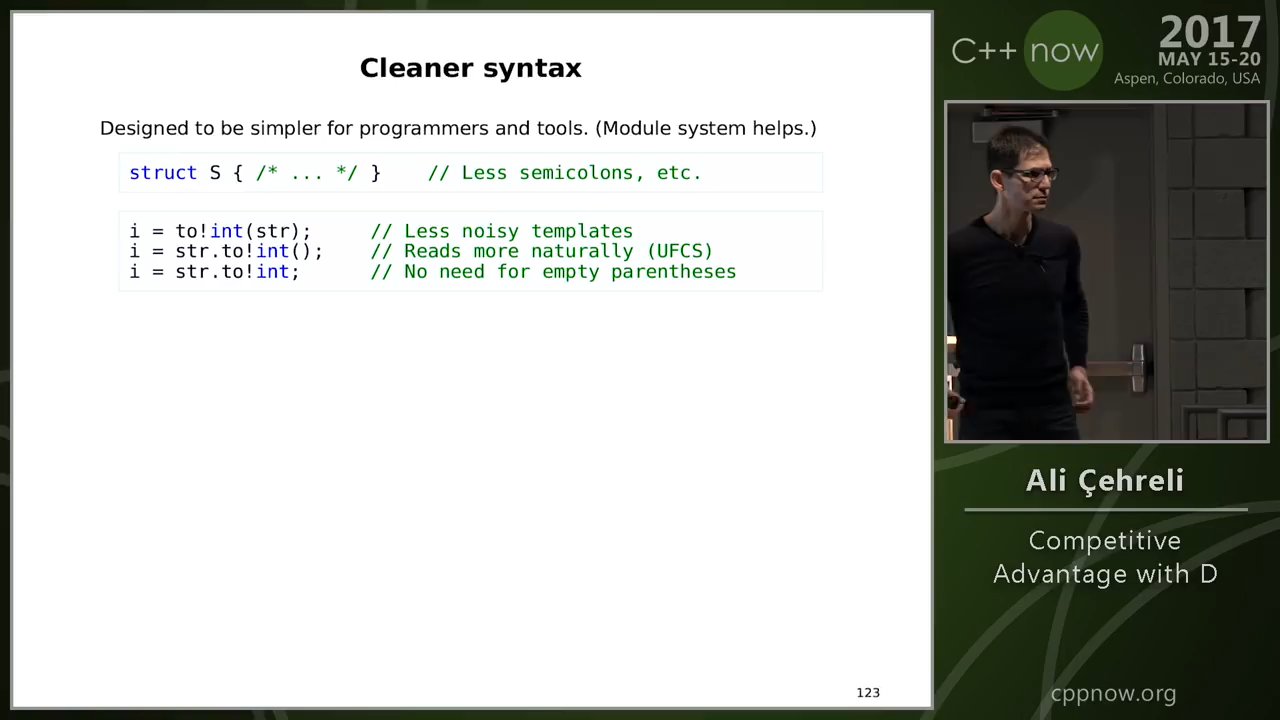 Cleaner syntax
Designed to be simpler for programmers and tools. (Module system helps.)
struct S { /* ... */ }    // Less semicolons, etc.
i = to!int(str);     // Less noisy templates
i = str.to!int();    // Reads more naturally (UFCS)
i = str.to!int;      // No need for empty parentheses
123
C++ now
2017
MAY 15-20
Aspen, Colorado, USA
Ali Çehreli
Competitive
Advantage with D
cppnow.org